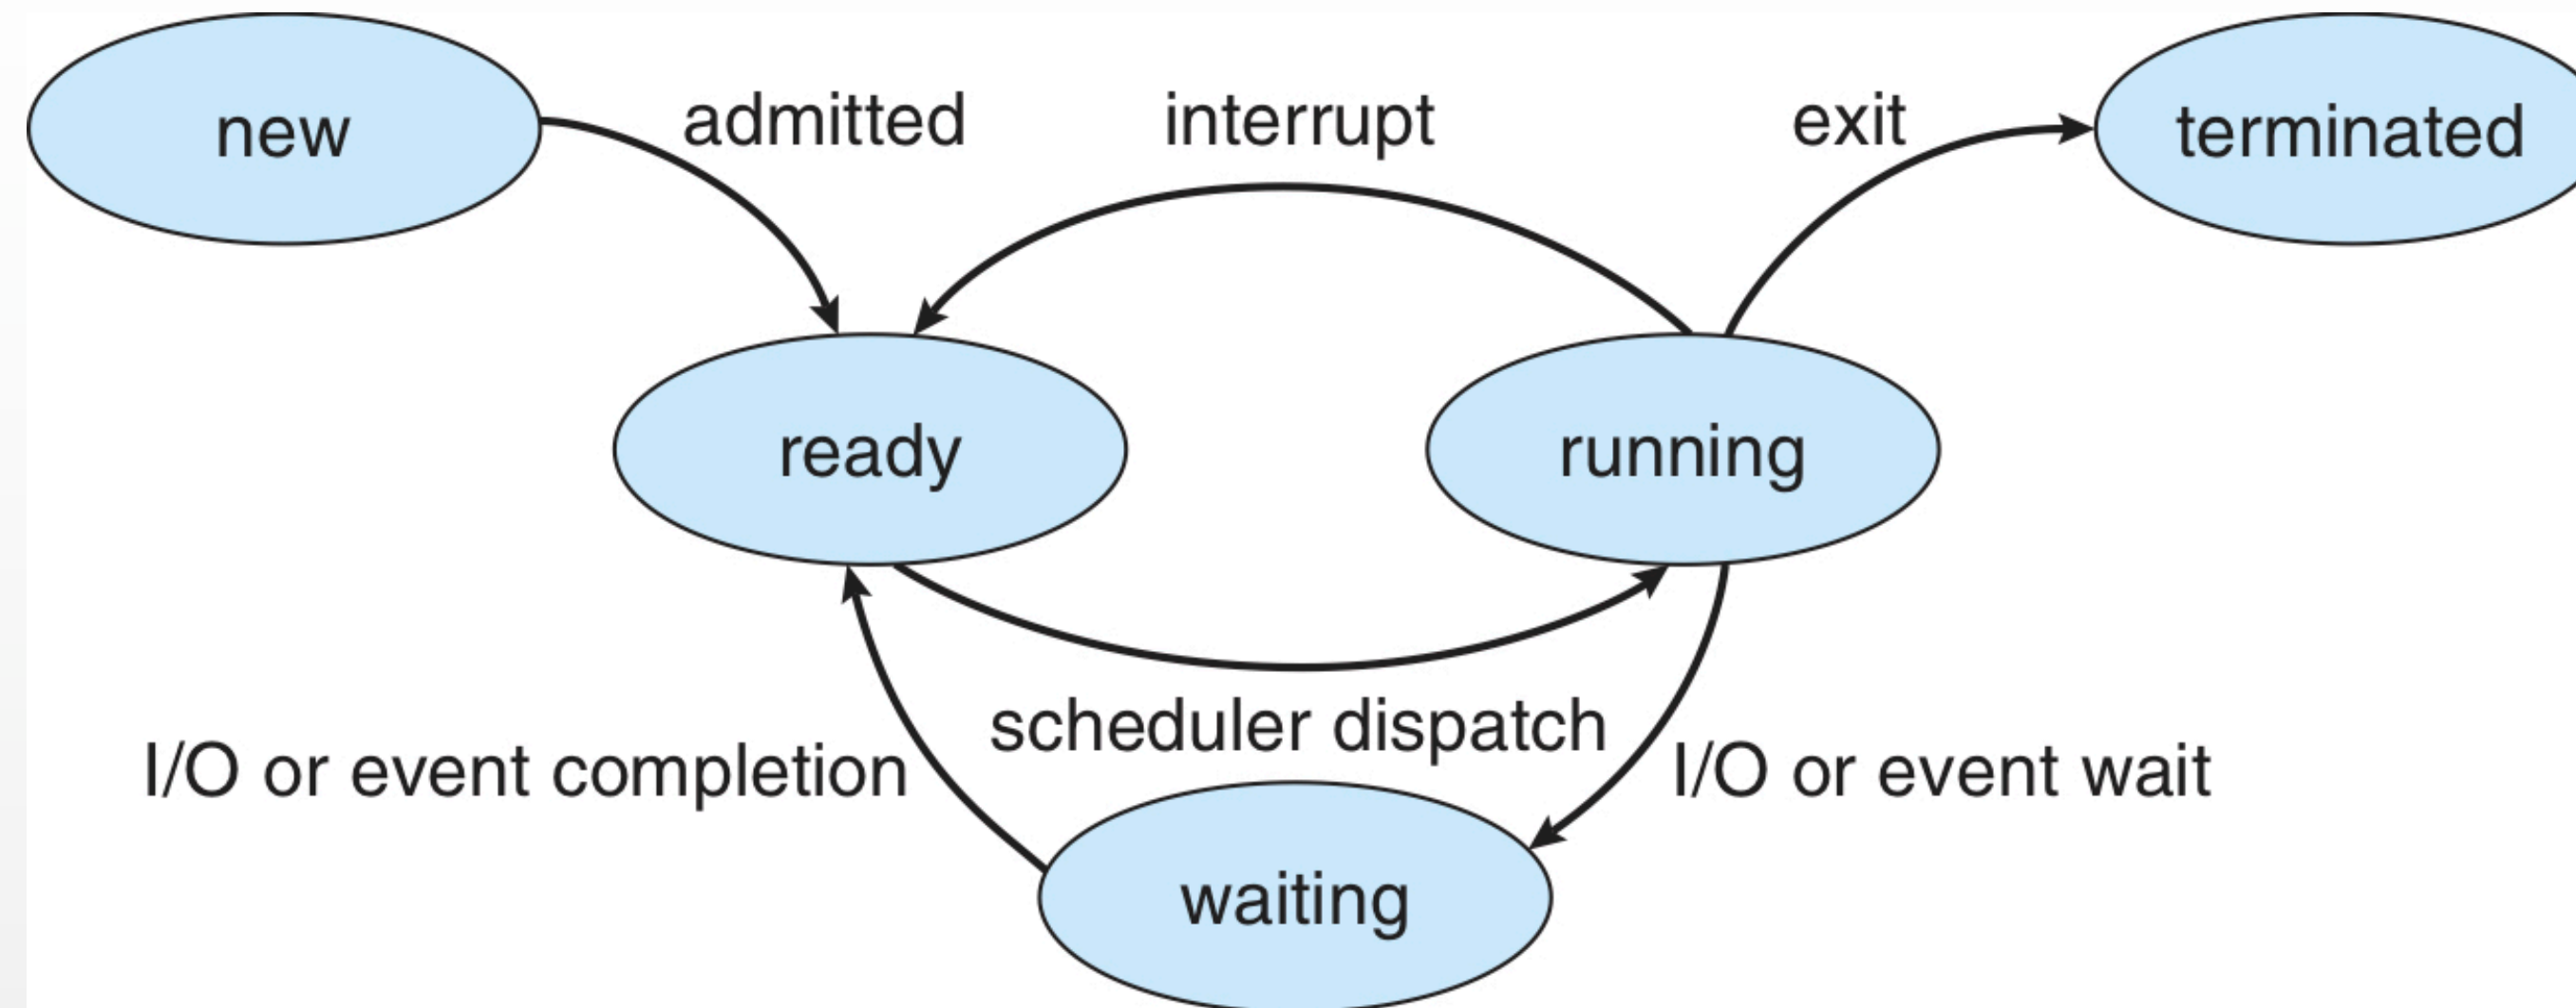 new
admitted
interrupt
exit
terminated
ready
running
scheduler dispatch
I/O or event completion
I/O or event wait
waiting